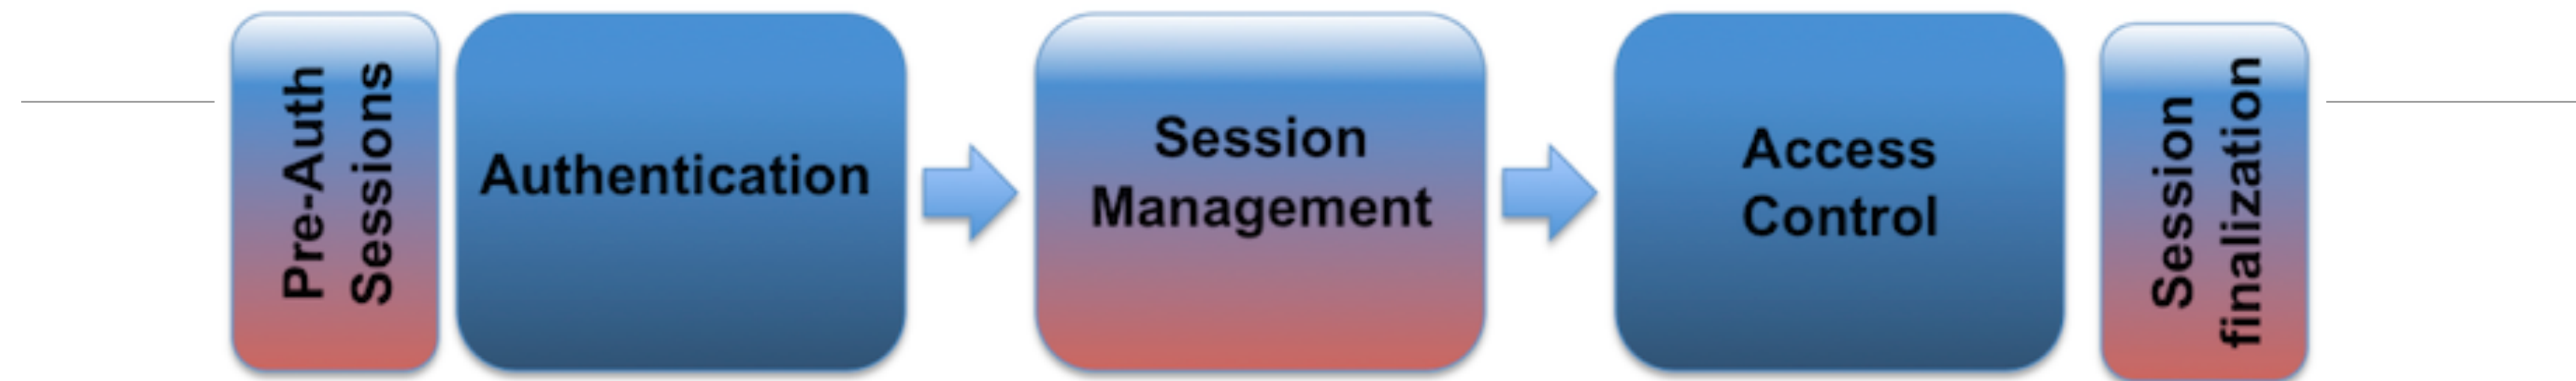 Pre-Auth
Sessions
Authentication
Session
Management
Access
Control
Session
finalization